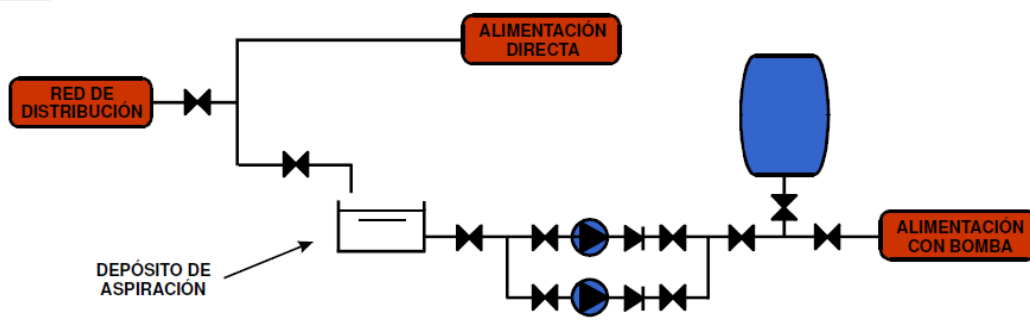 ALIMENTACIÓN
DIRECTA
RED DE
DISTRIBUCIÓN
ALIMENTACIÓN
CON BOMBA
DEPÓSITO DE
ASPIRACIÓN